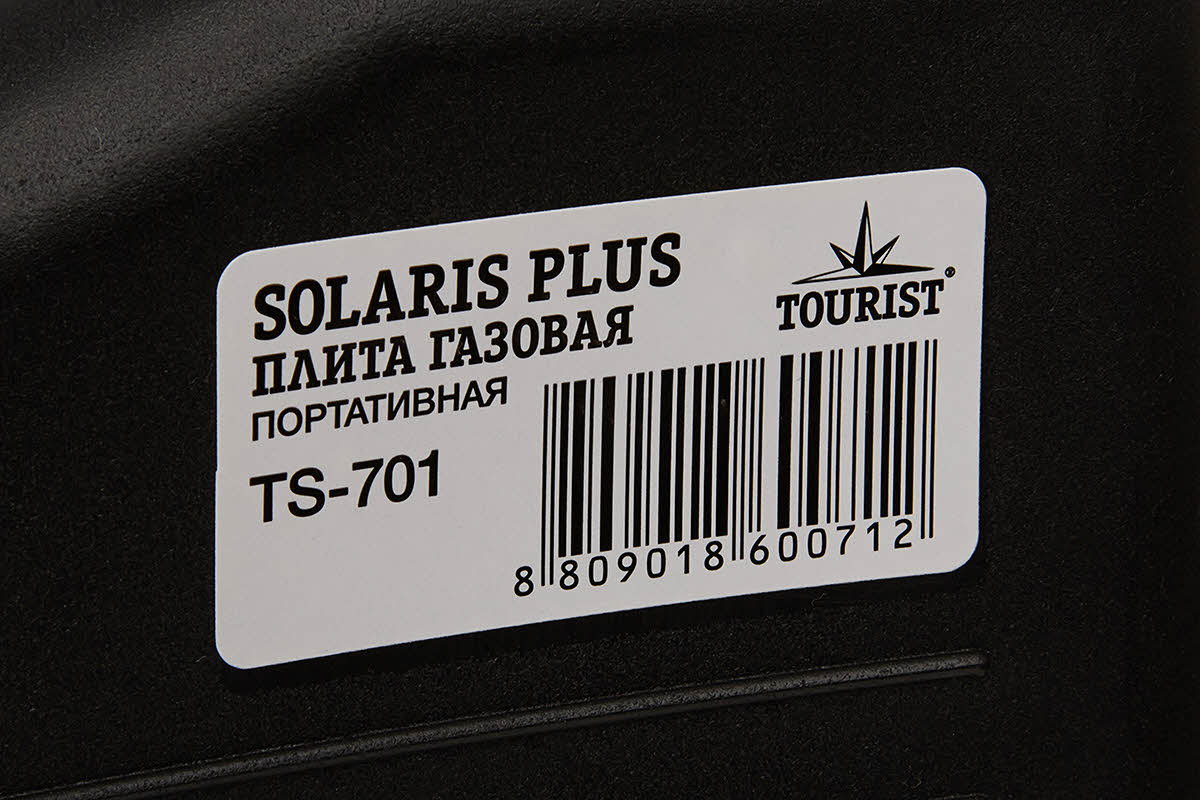 SOLARIS PLUS
ПЛИТА ГАЗОВАЯ
ПОРТАТИВНАЯ
TS-701
TOURIST®
8 809018 600712